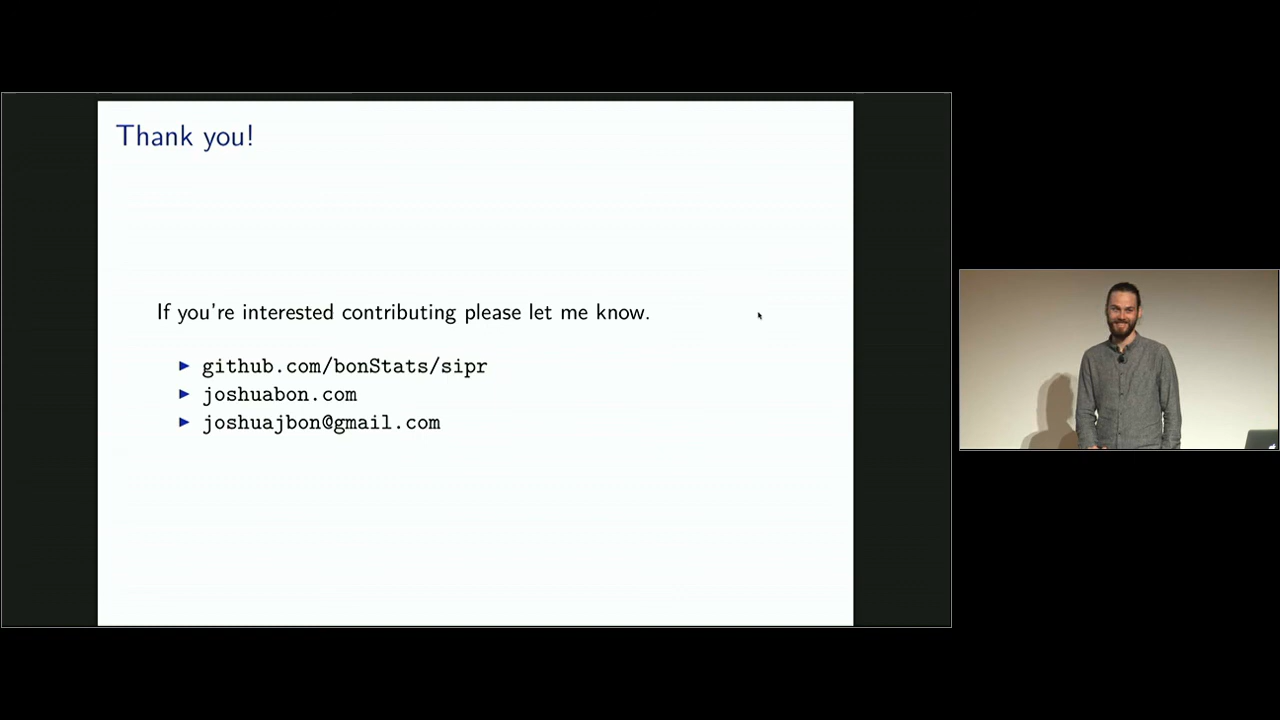 Thank you!
If you're interested contributing please let me know.
github.com/bonStats/sipr
joshuabon.com
joshuajbon@gmail.com